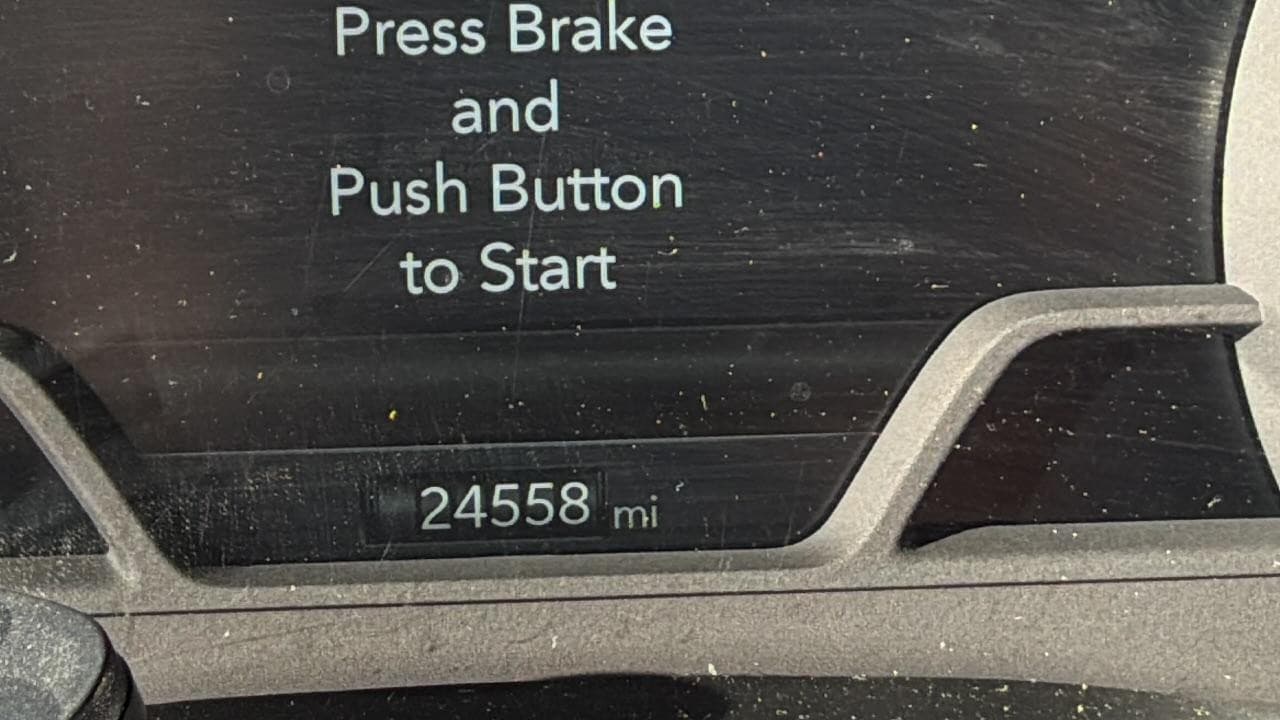 Press Brake
and
Push Button
to Start
24558 mi